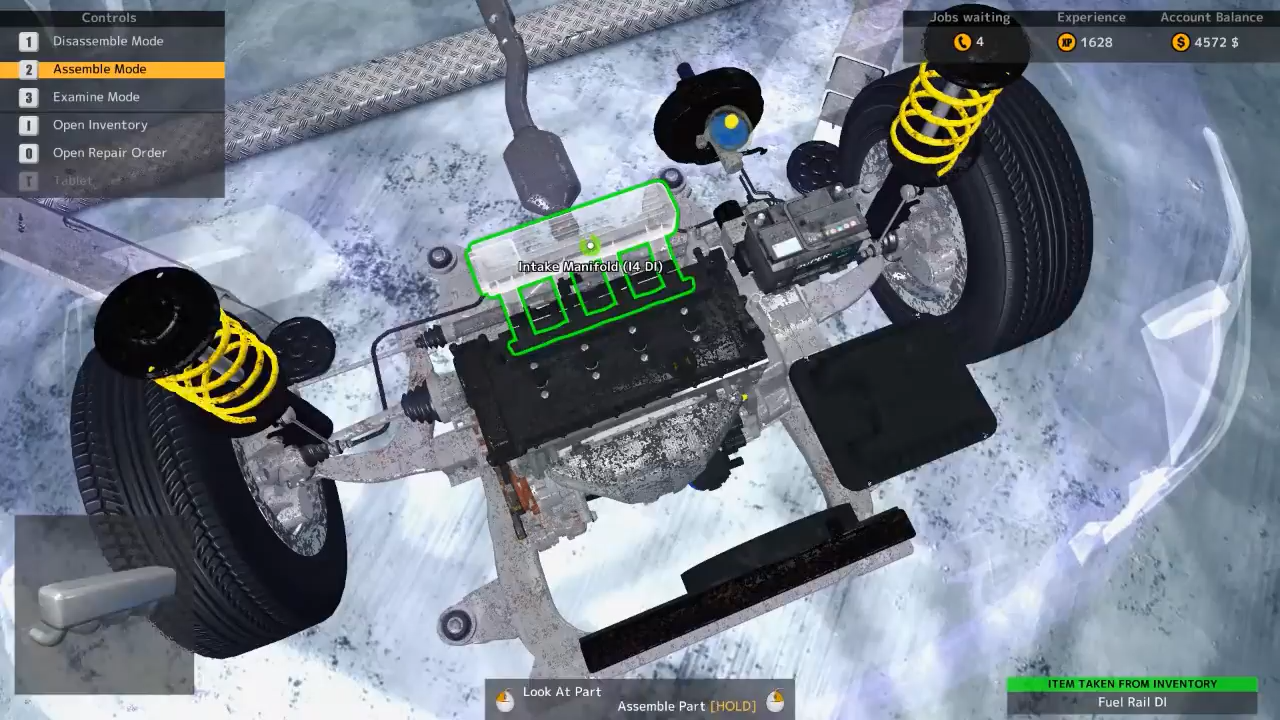 Controls
1 Disassemble Mode
2 Assemble Mode
3 Examine Mode
I Open Inventory
O Open Repair Order
T Tablet
Jobs waiting Experience Account Balance
4 XP 1628 $ 4572 $
Intake Manifold (I4 DI)
SUPER
Look At Part
Assemble Part [HOLD]
ITEM TAKEN FROM INVENTORY
Fuel Rail DI